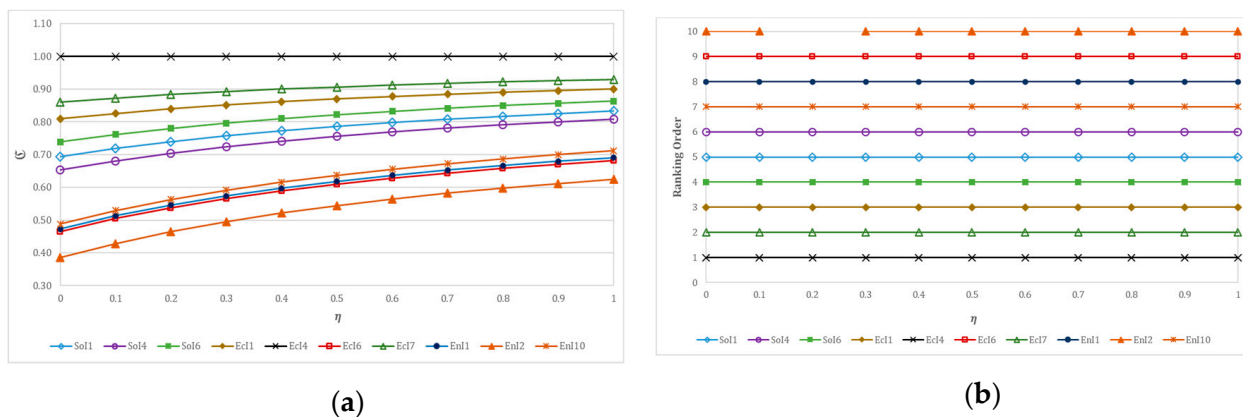 1.10
1.00
0.90
0.80
0.70
0.60
0.50
0.40
0.30
ℭ
0 0.1 0.2 0.3 0.4 0.5 0.6 0.7 0.8 0.9 1
η
SoI1 SoI4 SoI6 EcI1 EcI4 EcI6 EcI7 EnI1 EnI2 EnI10
(a)
10
9
8
7
6
5
4
3
2
1
0
Ranking Order
0 0.1 0.2 0.3 0.4 0.5 0.6 0.7 0.8 0.9 1
η
SoI1 SoI4 SoI6 EcI1 EcI4 EcI6 EcI7 EnI1 EnI2 EnI10
(b)